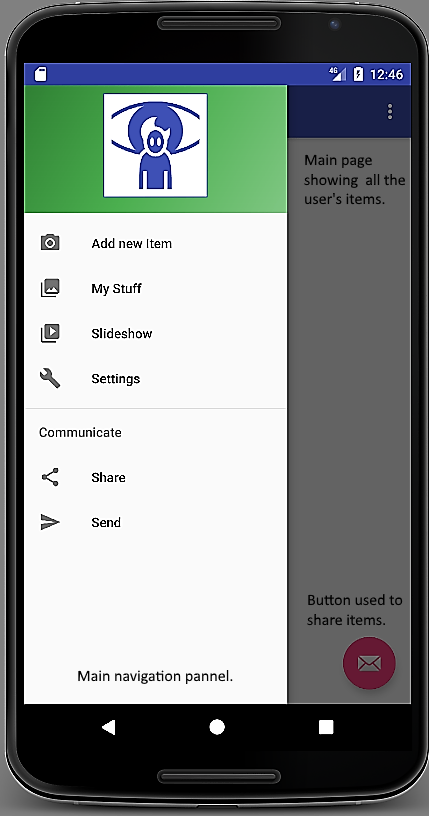 4G 12:46
Main page
showing all the
user's items.
Add new Item
My Stuff
Slideshow
Settings
Communicate
Share
Send
Button used to
share items.
Main navigation pannel.